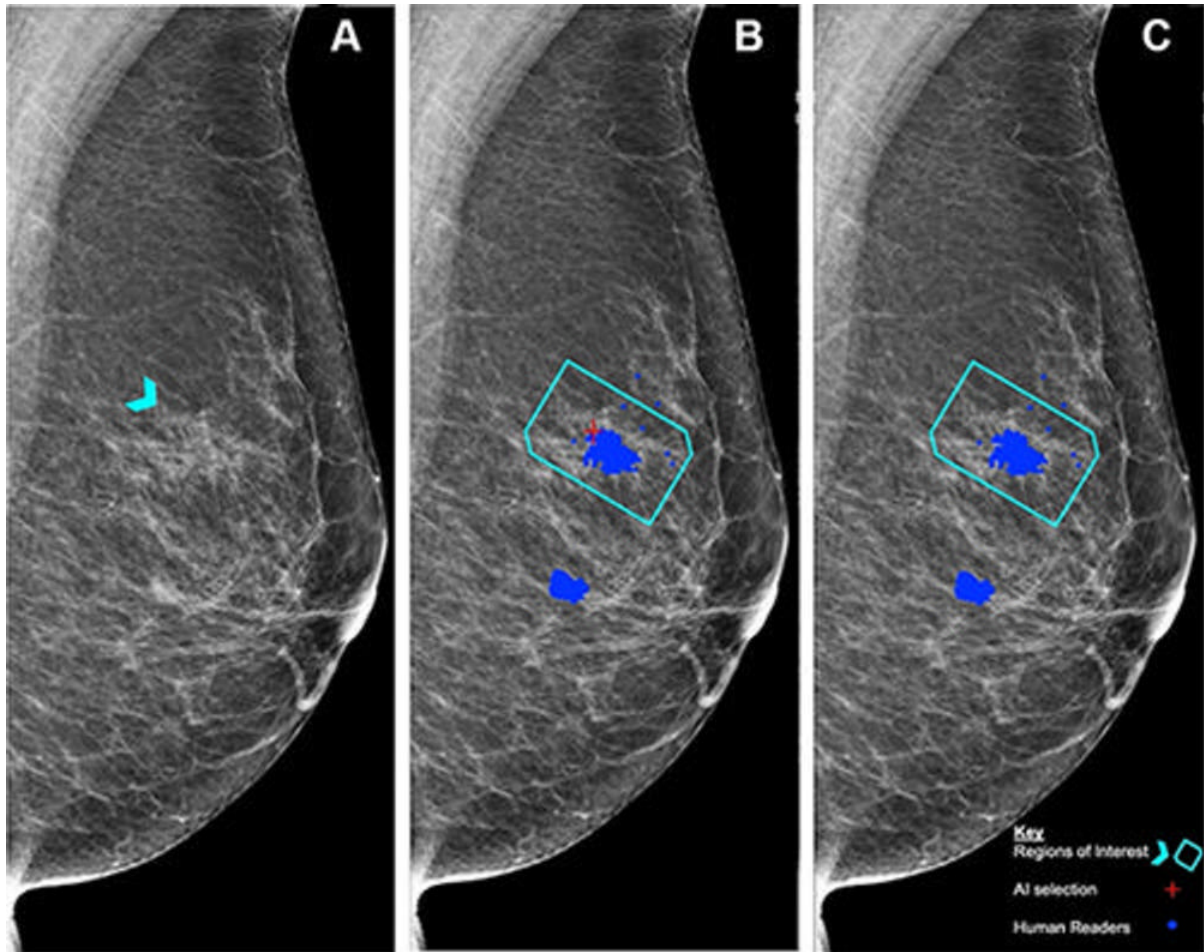 A
B
C
Key
Regions of Interest
AI selection
Human Readers